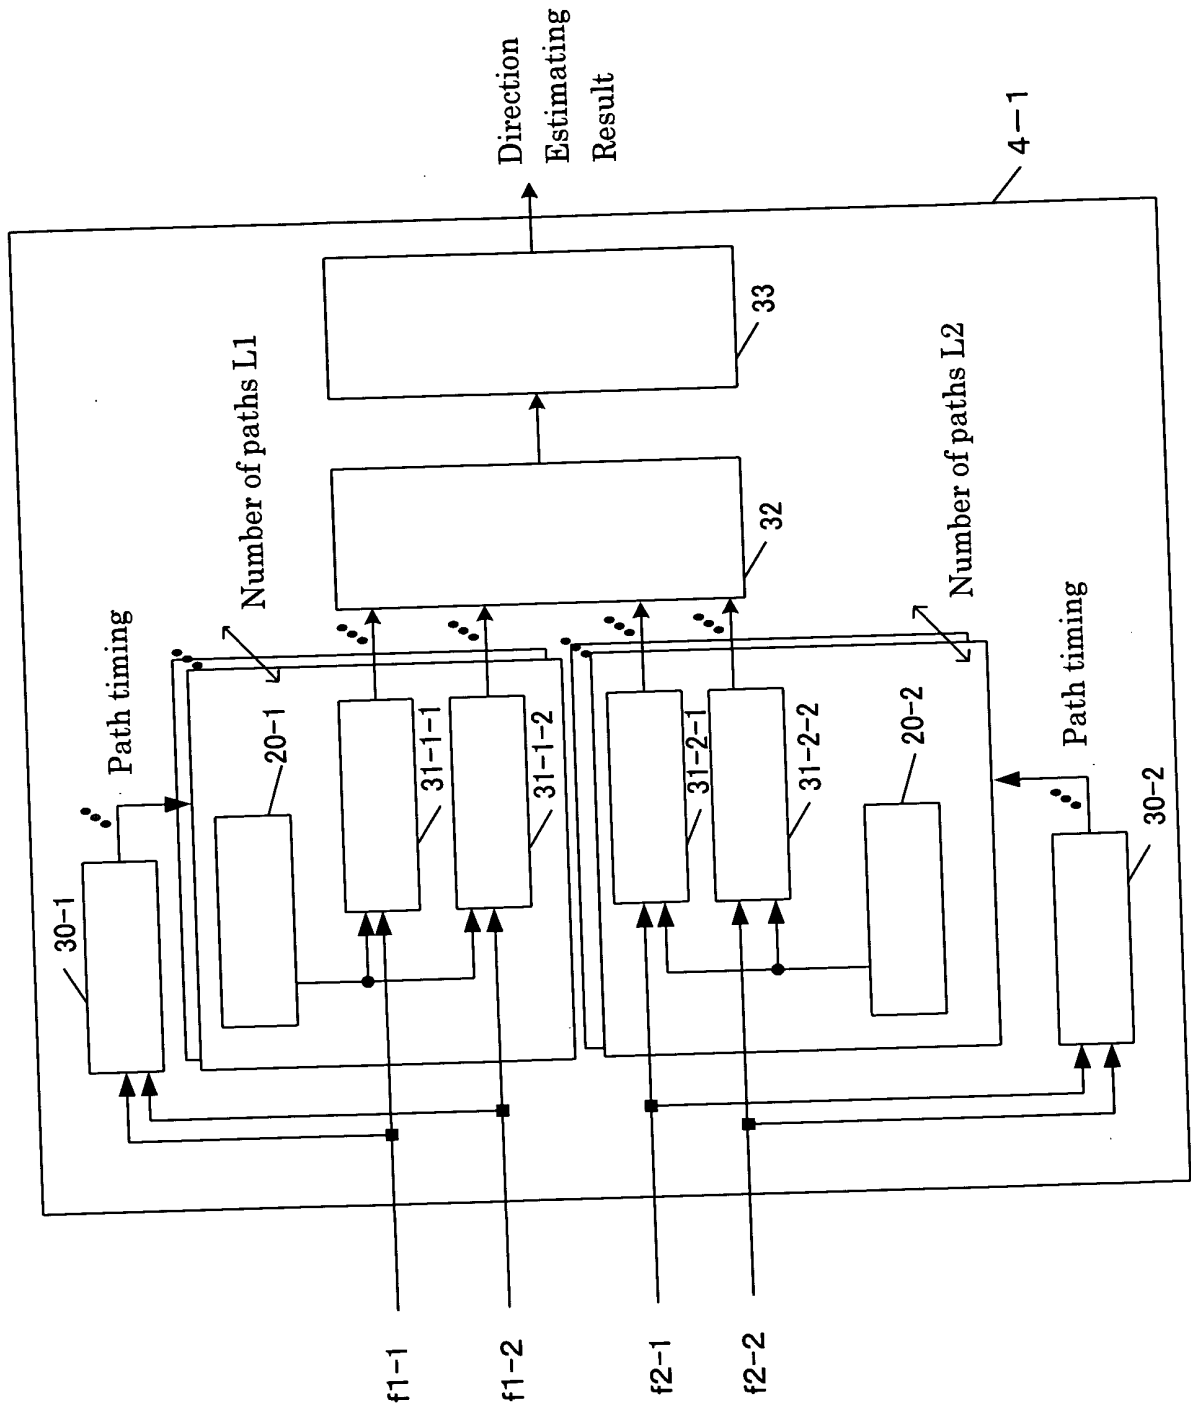 Direction
Estimating
Result
4-1
33
Number of paths L1
32
Number of paths L2
Path timing
20-1
31-1-1
31-1-2
31-2-1
31-2-2
20-2
Path timing
30-1
30-2
f1-1
f1-2
f2-1
f2-2